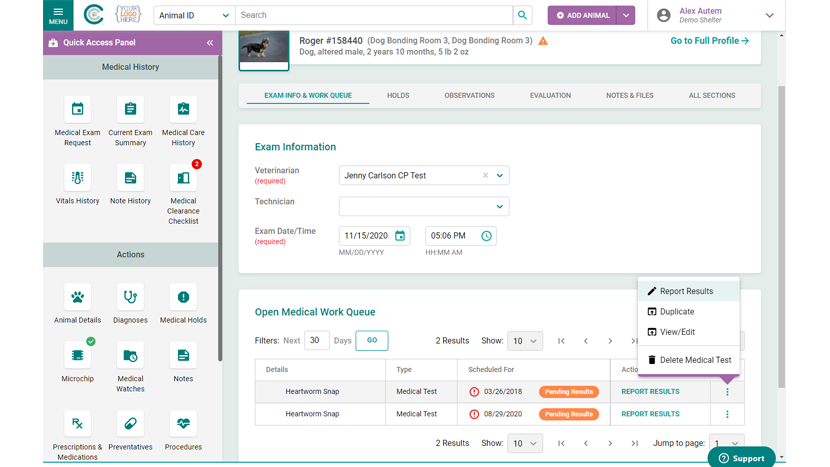 MENU
{YOUR
LOGO
HERE}
Animal ID
Search
ADD ANIMAL
Alex Autem
Demo Shelter
Quick Access Panel
Medical History
Medical Exam
Request
Current Exam
Summary
Medical Care
History
Vitals History
Note History
2
Medical
Clearance
Checklist
Actions
Animal Details
Diagnoses
Medical Holds
Microchip
Medical
Watches
Notes
Prescriptions &
Medications
Preventatives
Procedures
Roger #158440 (Dog Bonding Room 3, Dog Bonding Room 3)
Dog, altered male, 2 years 10 months, 5 lb 2 oz
Go to Full Profile
EXAM INFO & WORK QUEUE HOLDS OBSERVATIONS EVALUATION NOTES & FILES ALL SECTIONS
Exam Information
Veterinarian
(required)
Jenny Carlson CP Test
Technician
Exam Date/Time
(required)
11/15/2020 05:06 PM
MM/DD/YYYY HH:MM AM
Report Results
Duplicate
View/Edit
Delete Medical Test
Open Medical Work Queue
Filters: Next 30 Days GO 2 Results Show: 10
Details Type Scheduled For
Heartworm Snap Medical Test 03/26/2018 Pending Results REPORT RESULTS
Heartworm Snap Medical Test 08/29/2020 Pending Results REPORT RESULTS
2 Results Show: 10 Jump to page: 1
Support